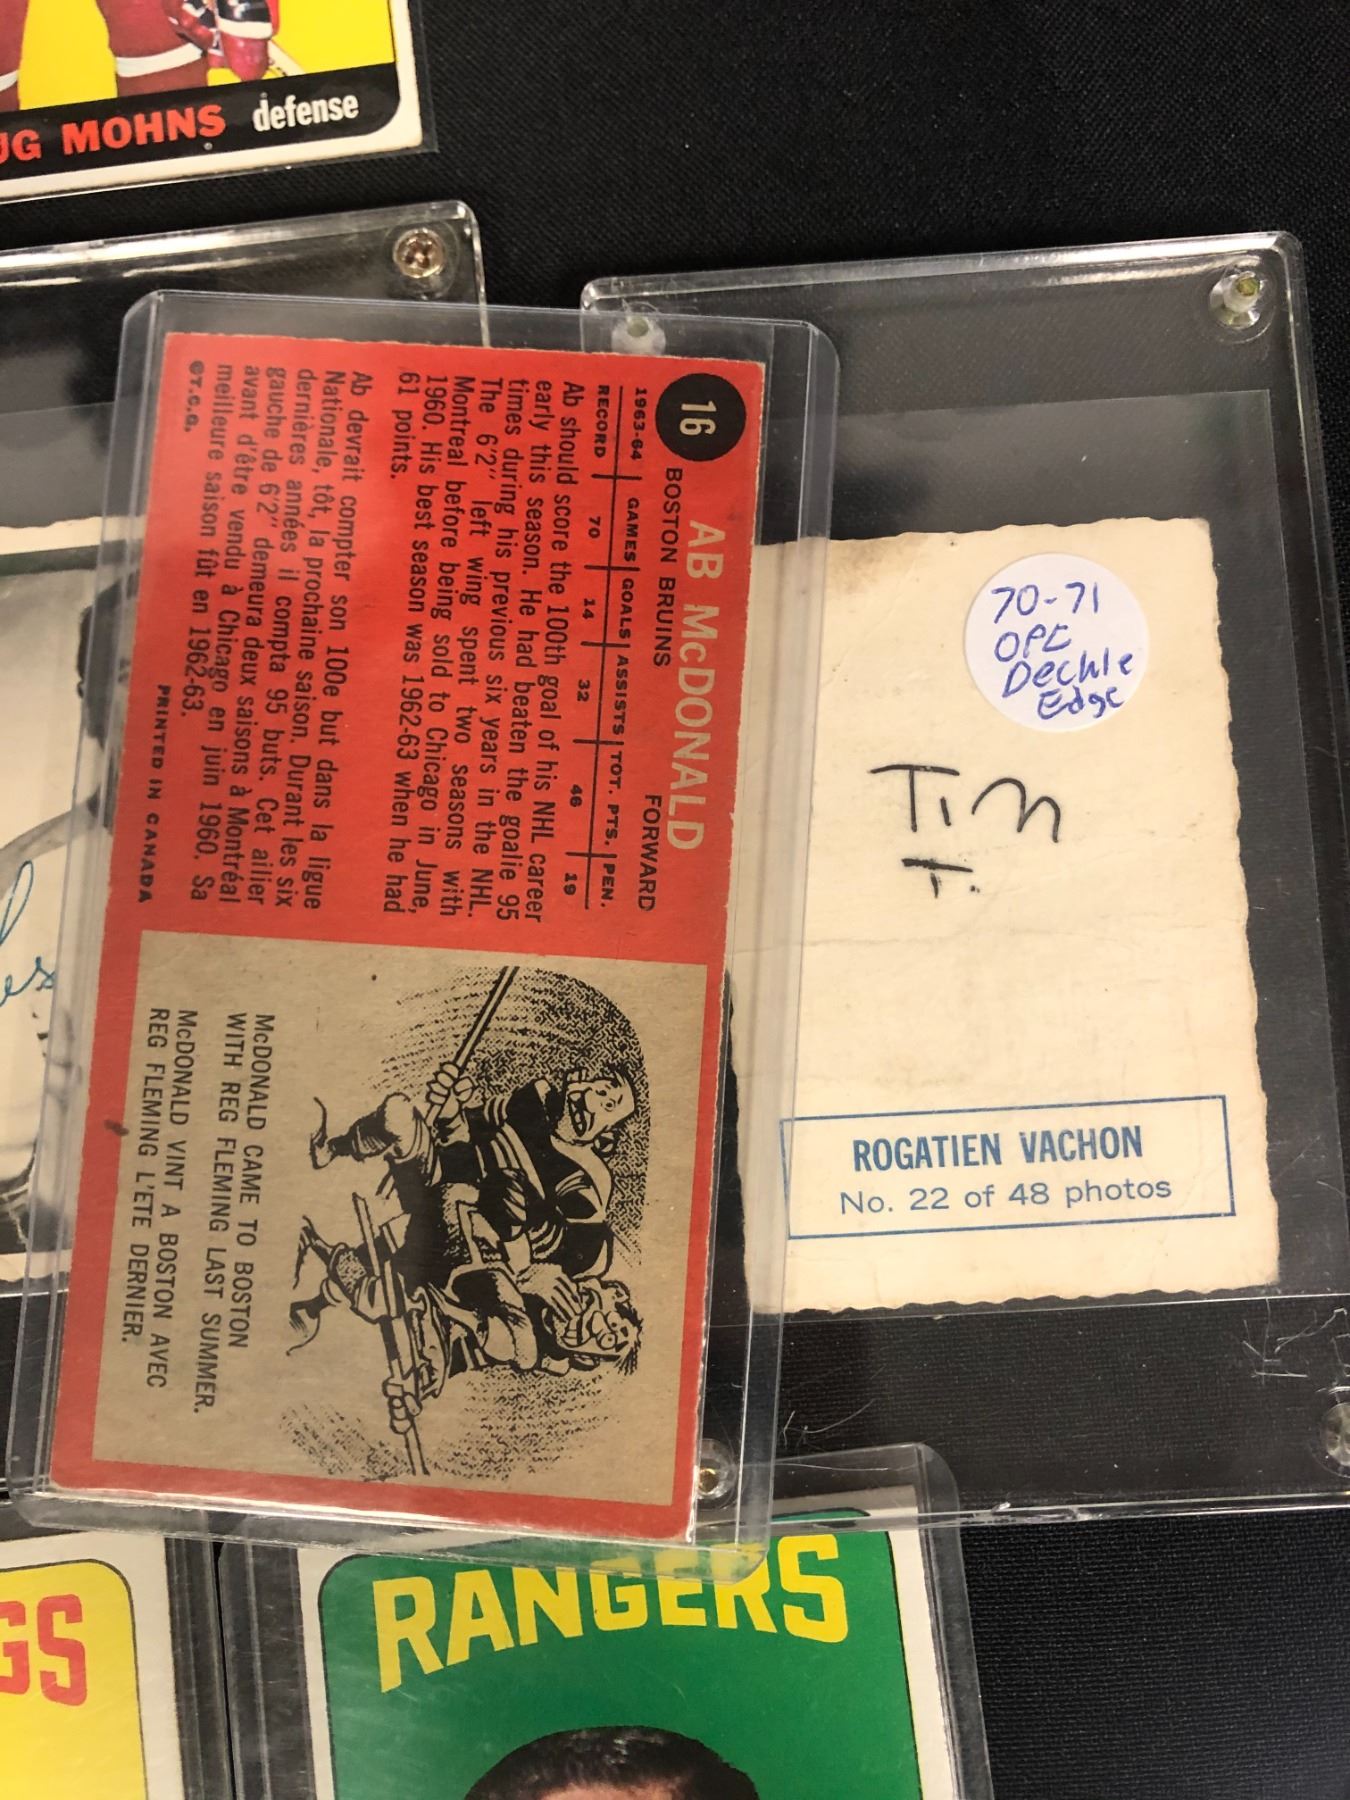 UG MOHNS defense
16
AB McDONALD
BOSTON BRUINS FORWARD
1963-64 GAMES GOALS ASSISTS TOT. PTS. PEN.
RECORD 70 14 32 46 19
Ab should score the 100th goal of his NHL career
early this season. He had beaten the goalie 95
times during his previous six years in the NHL.
The 6'2" left wing spent two seasons with
Montreal before being sold to Chicago in June,
1960. His best season was 1962-63 when he had
61 points.
Ab devrait compter son 100e but dans la ligue
Nationale, tôt, la prochaine saison. Durant les six
dernières années il compta 95 buts. Cet ailier
gauche de 6'2" demeura deux saisons à Montréal
avant d'être vendu à Chicago en juin 1960. Sa
meilleure saison fût en 1962-63.
©T.C.G. PRINTED IN CANADA
McDONALD CAME TO BOSTON
WITH REG FLEMING LAST SUMMER.
McDONALD VINT A BOSTON AVEC
REG FLEMING L'ETE DERNIER.
70-71
OPC
Deckle
Edge
Tim
H.
ROGATIEN VACHON
No. 22 of 48 photos
GS
RANGERS